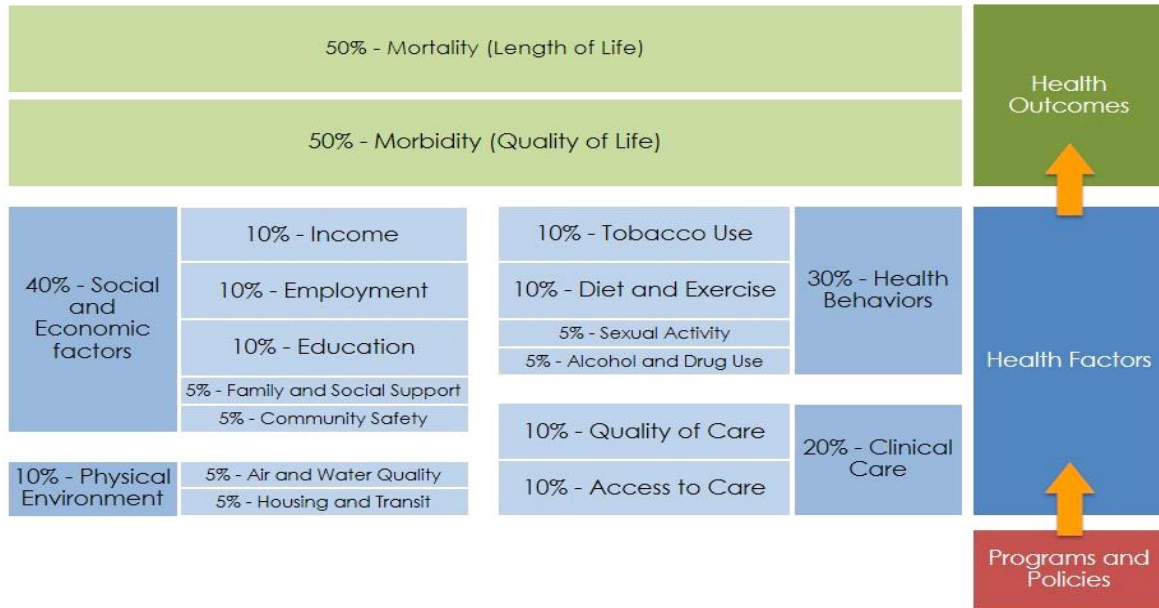 50% - Mortality (Length of Life)
50% - Morbidity (Quality of Life)
Health
Outcomes
40% - Social
and
Economic
factors
10% - Income
10% - Employment
10% - Education
5% - Family and Social Support
5% - Community Safety
10% - Physical
Environment
5% - Air and Water Quality
5% - Housing and Transit
10% - Tobacco Use
10% - Diet and Exercise
5% - Sexual Activity
5% - Alcohol and Drug Use
30% - Health
Behaviors
10% - Quality of Care
10% - Access to Care
20% - Clinical
Care
Health Factors
Programs and
Policies